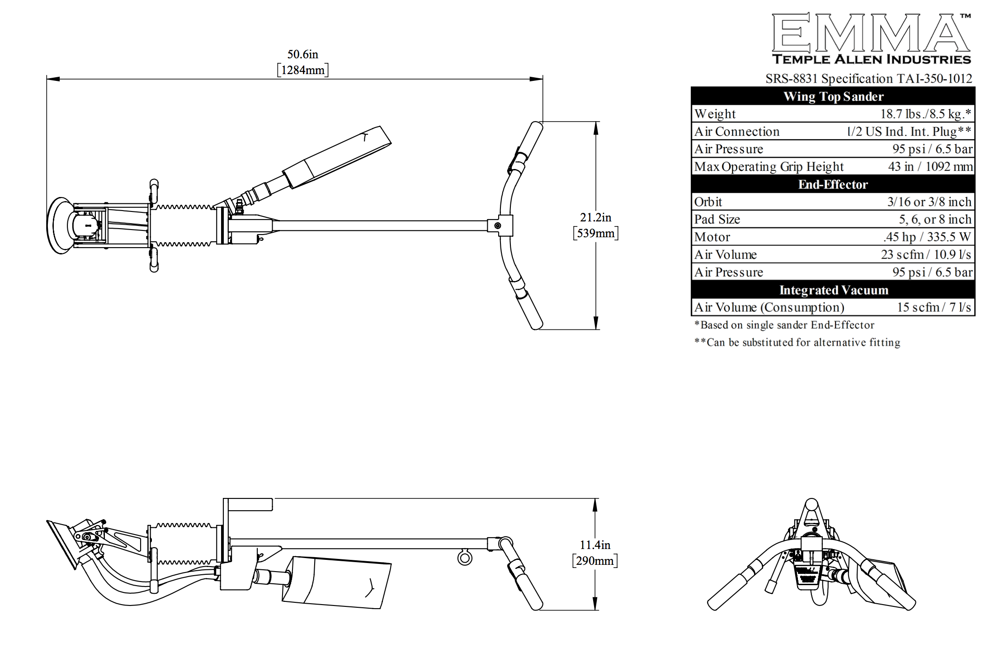 EMMA™
TEMPLE ALLEN INDUSTRIES
SRS-8831 Specification TAI-350-1012
Wing Top Sander
Weight 18.7 lbs./8.5 kg.*
Air Connection 1/2 US Ind. Int. Plug**
Air Pressure 95 psi / 6.5 bar
Max Operating Grip Height 43 in / 1092 mm
End-Effector
Orbit 3/16 or 3/8 inch
Pad Size 5, 6, or 8 inch
Motor .45 hp / 335.5 W
Air Volume 23 scfm / 10.9 l/s
Air Pressure 95 psi / 6.5 bar
Integrated Vacuum
Air Volume (Consumption) 15 scfm / 7 l/s
*Based on single sander End-Effector
**Can be substituted for alternative fitting
50.6in
[1284mm]
21.2in
[539mm]
11.4in
[290mm]